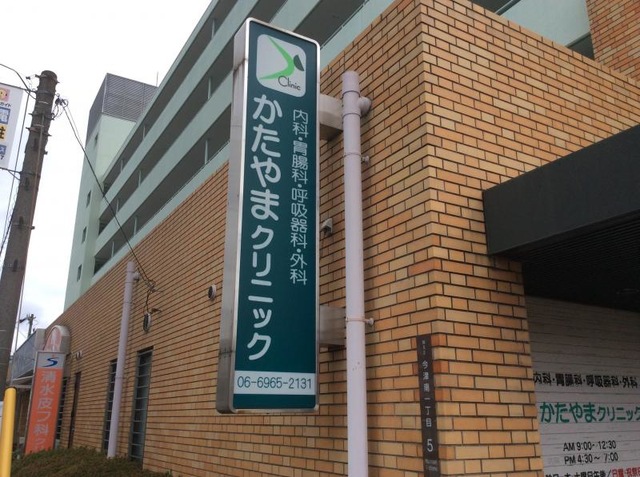 Clinic
かたやまクリニック
内科・胃腸科・呼吸器科・外科
06-6965-2131
今津南一丁目
5
内科・胃腸科・呼吸器科・外科
かたやまクリニック
AM 9:00-12:30
PM 4:30～7:00